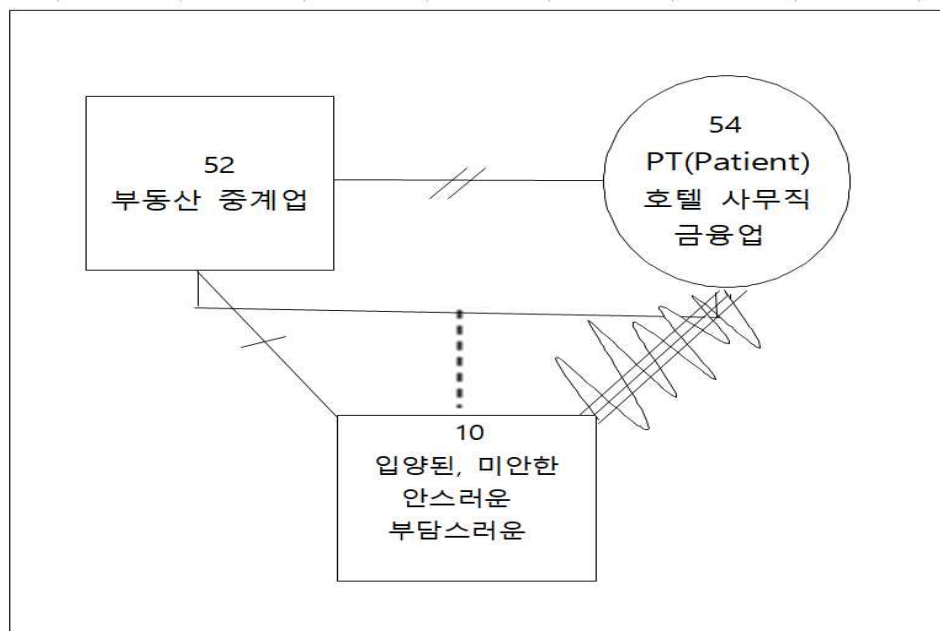 52
부동산 중계업
54
PT(Patient)
호텔 사무직
금융업
10
입양된, 미안한
안스러운
부담스러운